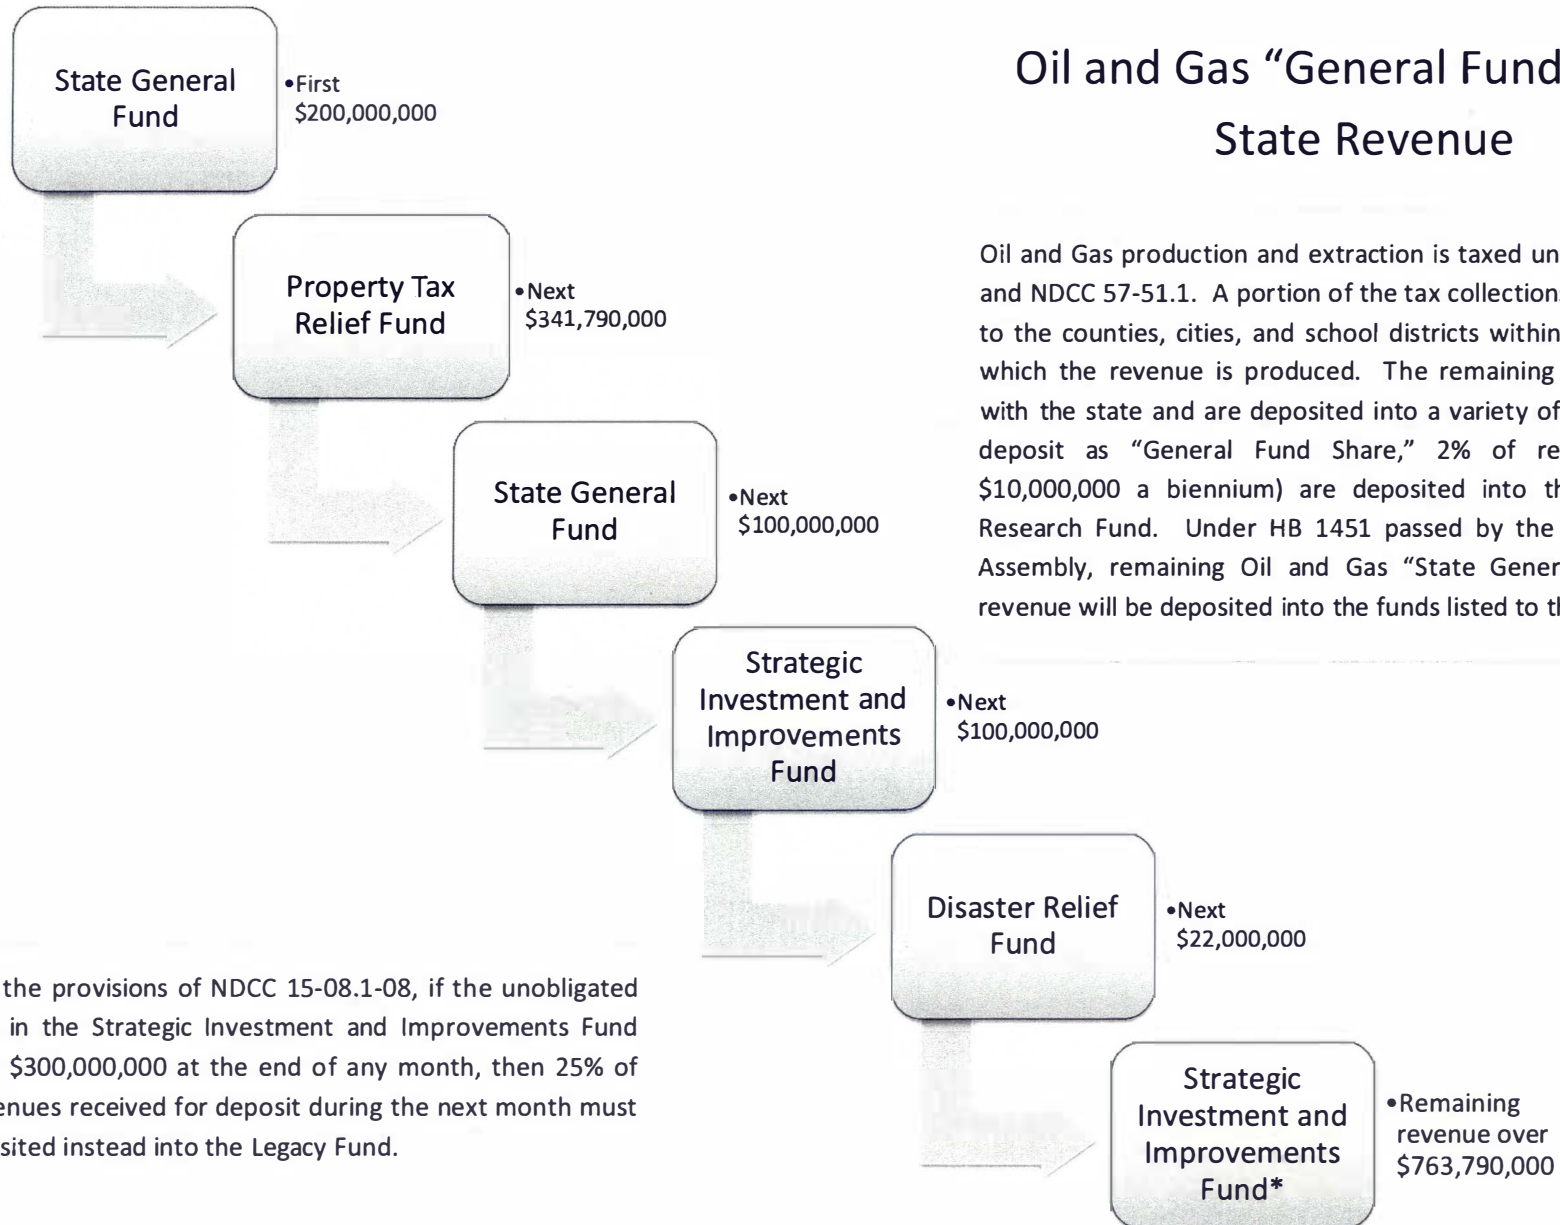 Oil and Gas “General Fund
State Revenue
State General
Fund
•First
$200,000,000
Property Tax
Relief Fund
•Next
$341,790,000
State General
Fund
•Next
$100,000,000
Strategic
Investment and
Improvements
Fund
•Next
$100,000,000
Disaster Relief
Fund
•Next
$22,000,000
Strategic
Investment and
Improvements
Fund*
•Remaining
revenue over
$763,790,000
Oil and Gas production and extraction is taxed un
and NDCC 57-51.1. A portion of the tax collection
to the counties, cities, and school districts within
which the revenue is produced. The remaining
with the state and are deposited into a variety of
deposit as “General Fund Share,” 2% of re
$10,000,000 a biennium) are deposited into th
Research Fund. Under HB 1451 passed by the
Assembly, remaining Oil and Gas “State Gener
revenue will be deposited into the funds listed to th
the provisions of NDCC 15-08.1-08, if the unobligated
in the Strategic Investment and Improvements Fund
$300,000,000 at the end of any month, then 25% of
enues received for deposit during the next month must
sited instead into the Legacy Fund.